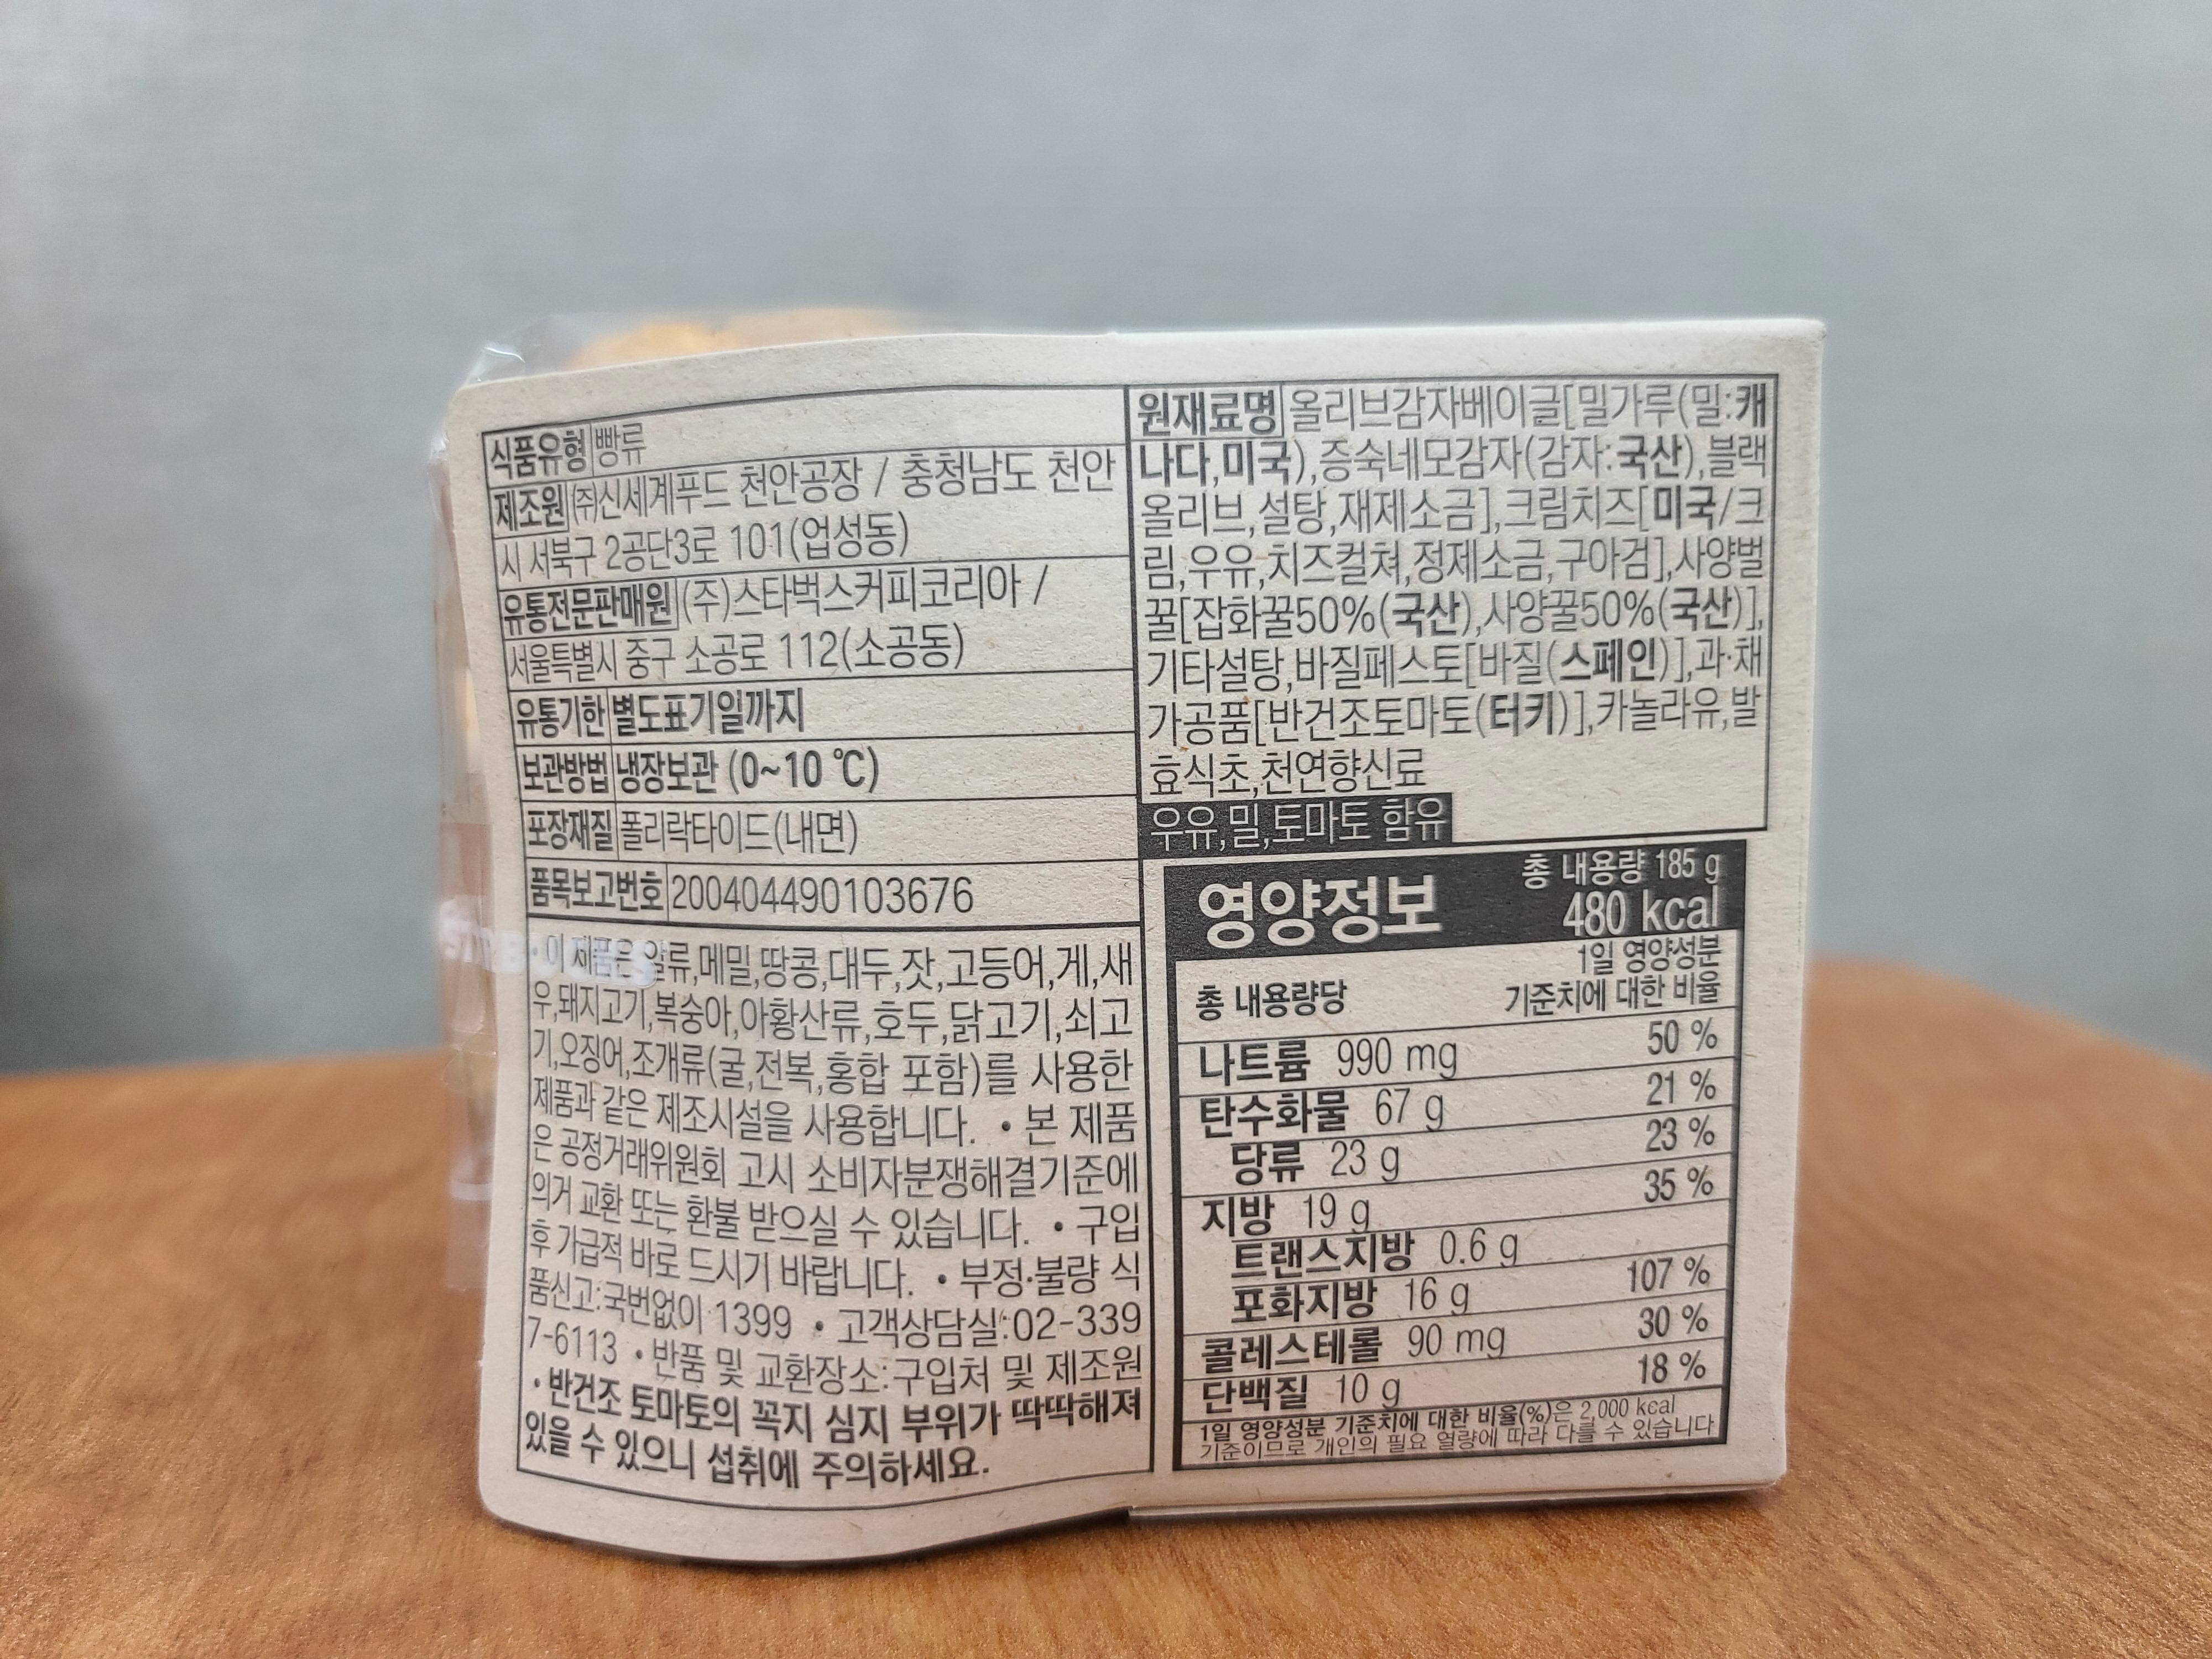 식품유형 빵류
제조원 (주)신세계푸드 천안공장 / 충청남도 천안
시 서북구 2공단3로 101(업성동)
유통전문판매원 (주)스타벅스커피코리아 /
서울특별시 중구 소공로 112(소공동)
유통기한 별도표기일까지
보관방법 냉장보관 (0~10 ℃)
포장재질 폴리락타이드(내면)
품목보고번호 200404490103676
• 이 제품은 알류,메밀,땅콩,대두,잣,고등어,게,새
우,돼지고기,복숭아,아황산류,호두,닭고기,쇠고
기,오징어,조개류(굴,전복,홍합 포함)를 사용한
제품과 같은 제조시설을 사용합니다. • 본 제품
은 공정거래위원회 고시 소비자분쟁해결기준에
의거 교환 또는 환불 받으실 수 있습니다. • 구입
후 가급적 바로 드시기 바랍니다. • 부정·불량 식
품신고:국번없이 1399 • 고객상담실:02-339
7-6113 • 반품 및 교환장소:구입처 및 제조원
• 반건조 토마토의 꼭지 심지 부위가 딱딱해져
있을 수 있으니 섭취에 주의하세요.
원재료명 올리브감자베이글[밀가루(밀:캐
나다,미국),증숙네모감자(감자:국산),블랙
올리브,설탕,재제소금],크림치즈[미국/크
림,우유,치즈컬쳐,정제소금,구아검],사양벌
꿀[잡화꿀50%(국산),사양꿀50%(국산)],
기타설탕,바질페스토[바질(스페인)],과·채
가공품[반건조토마토(터키)],카놀라유,발
효식초,천연향신료
우유,밀,토마토 함유
영양정보 총 내용량 185 g
480 kcal
총 내용량당 1일 영양성분
기준치에 대한 비율
나트륨 990 mg 50 %
탄수화물 67 g 21 %
당류 23 g 23 %
지방 19 g 35 %
트랜스지방 0.6 g
포화지방 16 g 107 %
콜레스테롤 90 mg 30 %
단백질 10 g 18 %
1일 영양성분 기준치에 대한 비율(%)은 2,000 kcal
기준이므로 개인의 필요 열량에 따라 다를 수 있습니다